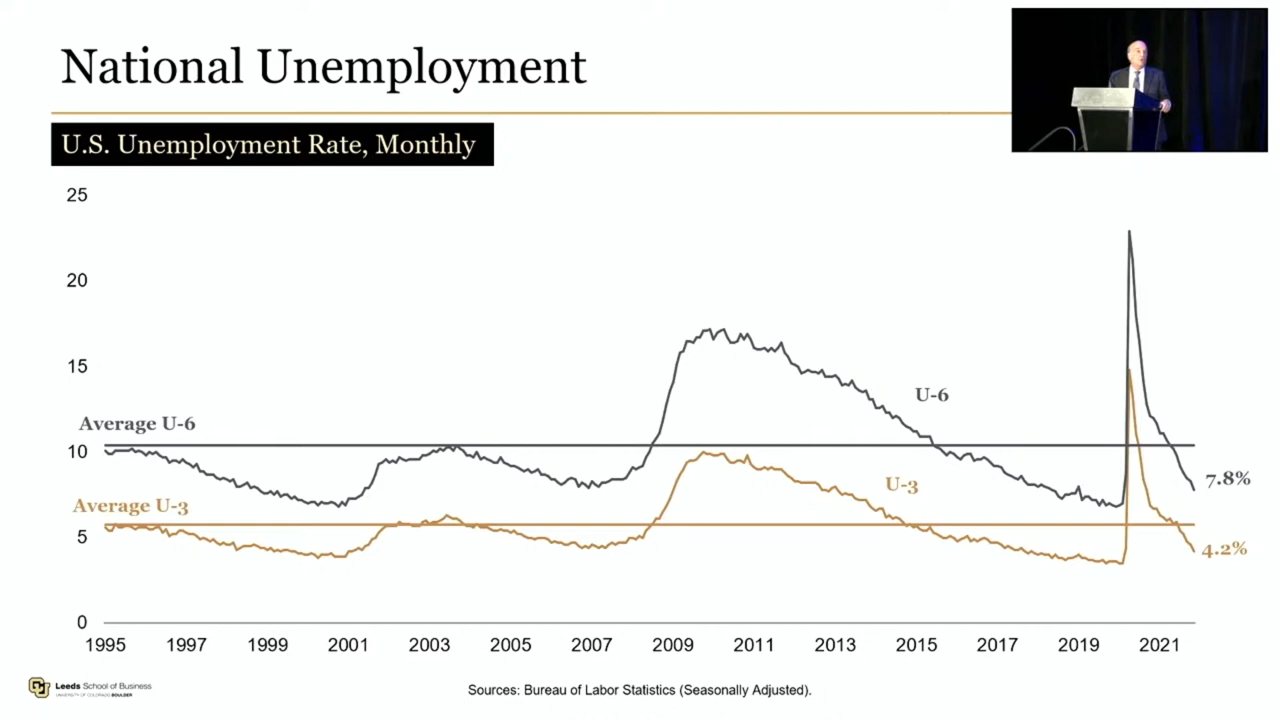 National Unemployment
U.S. Unemployment Rate, Monthly
25
20
15
10
5
0
Average U-6
Average U-3
U-6
U-3
7.8%
4.2%
1995 1997 1999 2001 2003 2005 2007 2009 2011 2013 2015 2017 2019 2021
Leeds School of Business
UNIVERSITY OF COLORADO BOULDER
Sources: Bureau of Labor Statistics (Seasonally Adjusted).